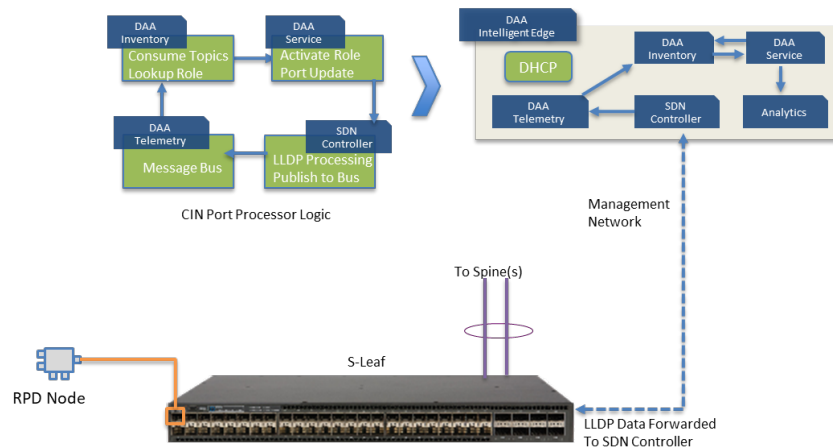 DAA
Inventory
Consume Topics
Lookup Role
DAA
Service
Activate Role
Port Update
DAA
Telemetry
Message Bus
SDN
Controller
LLDP Processing
Publish to Bus
CIN Port Processor Logic
DAA
Intelligent Edge
DHCP
DAA
Inventory
DAA
Service
DAA
Telemetry
SDN
Controller
Analytics
Management
Network
To Spine(s)
S-Leaf
RPD Node
LLDP Data Forwarded
To SDN Controller